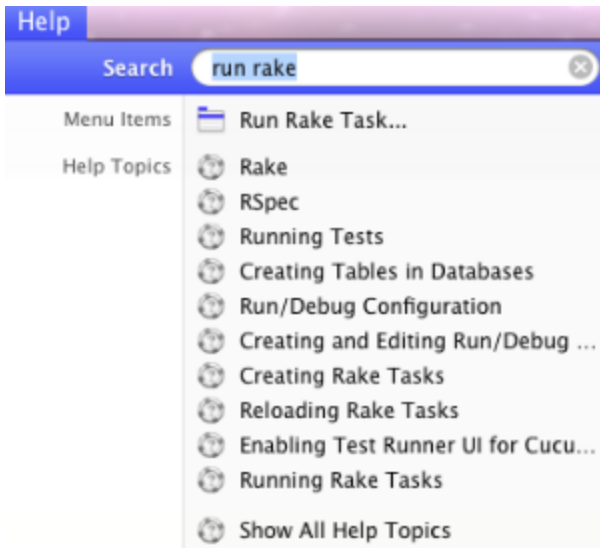 Help
Search run rake
Menu Items Run Rake Task...
Help Topics Rake
RSpec
Running Tests
Creating Tables in Databases
Run/Debug Configuration
Creating and Editing Run/Debug ...
Creating Rake Tasks
Reloading Rake Tasks
Enabling Test Runner UI for Cucu...
Running Rake Tasks
Show All Help Topics